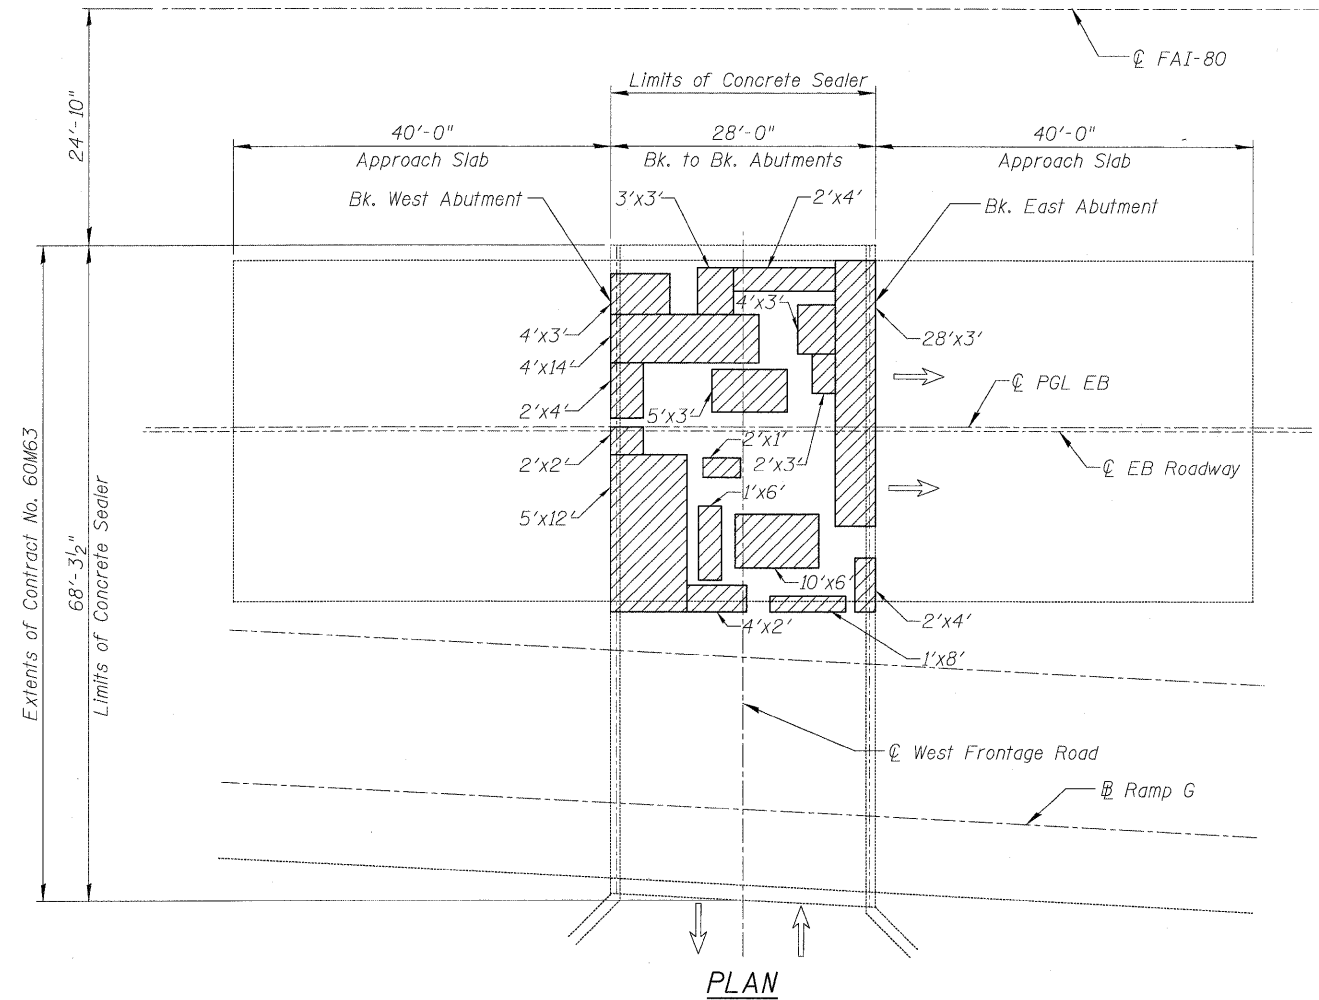 ℄ FAI-80
Limits of Concrete Sealer
24'-10"
40'-0"
Approach Slab
28'-0"
Bk. to Bk. Abutments
40'-0"
Approach Slab
Bk. West Abutment
3'x3'
2'x4'
Bk. East Abutment
4'x3'
4'x3'
28'x3'
4'x14'
℄ PGL EB
2'x4'
5'x3'
2'x1'
2'x2'
2'x3'
℄ EB Roadway
1'x6'
5'x12'
10'x6'
4'x2'
2'x4'
1'x8'
Extents of Contract No. 60M63
68'-3½"
Limits of Concrete Sealer
℄ West Frontage Road
BL Ramp G
PLAN